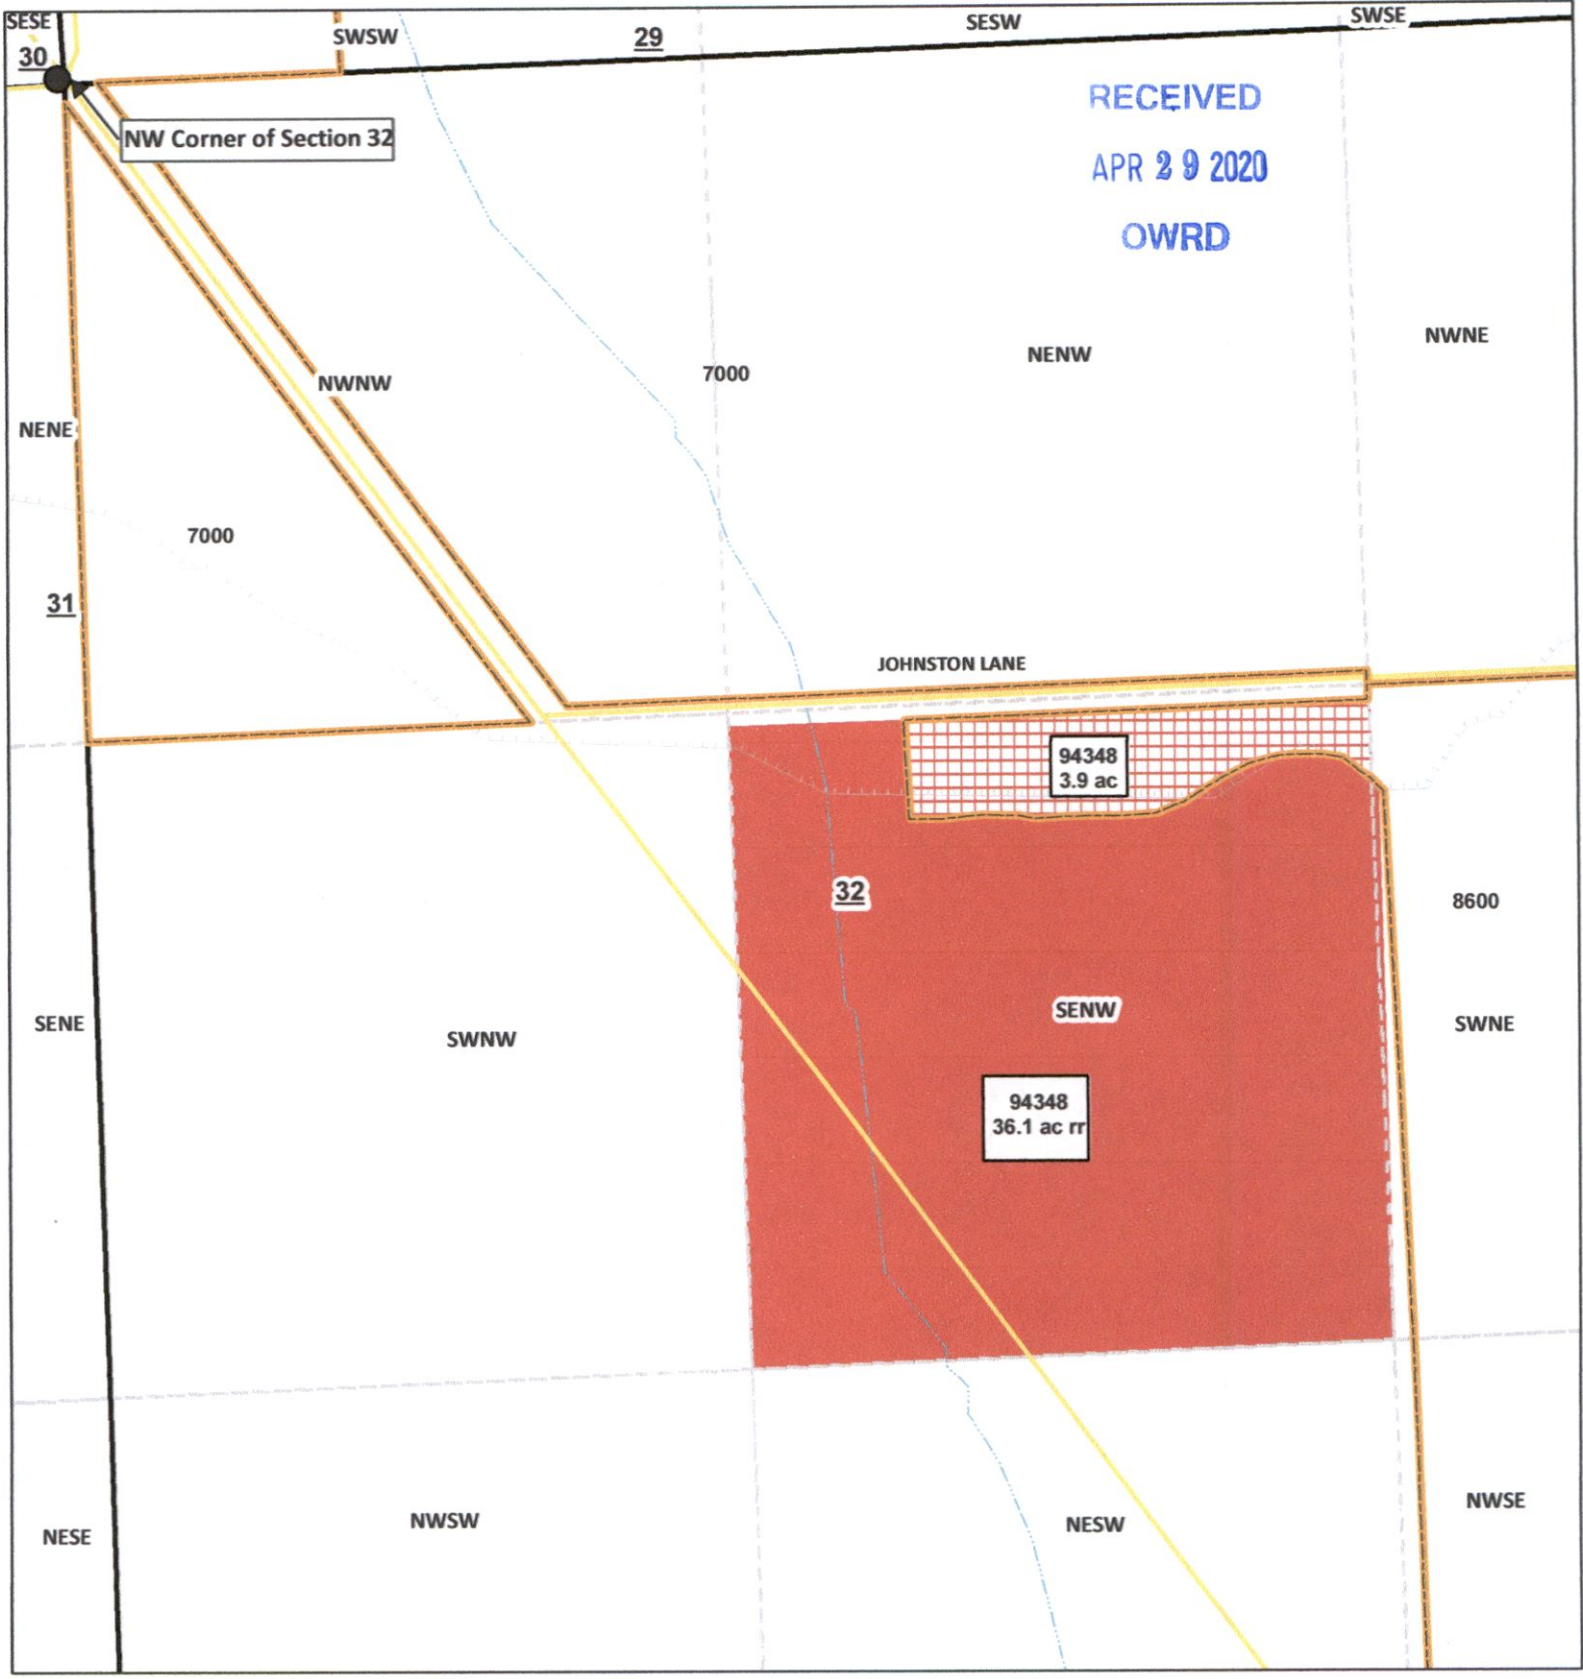 SESE
SWSW
29
SESW
SWSE
30
RECEIVED
APR 29 2020
OWRD
NW Corner of Section 32
NWNW
7000
NENW
NWNE
NENE
7000
31
JOHNSTON LANE
94348
3.9 ac
32
8600
SENE
SWNW
SENW
SWNE
94348
36.1 ac rr
NESE
NWSW
NESW
NWSE